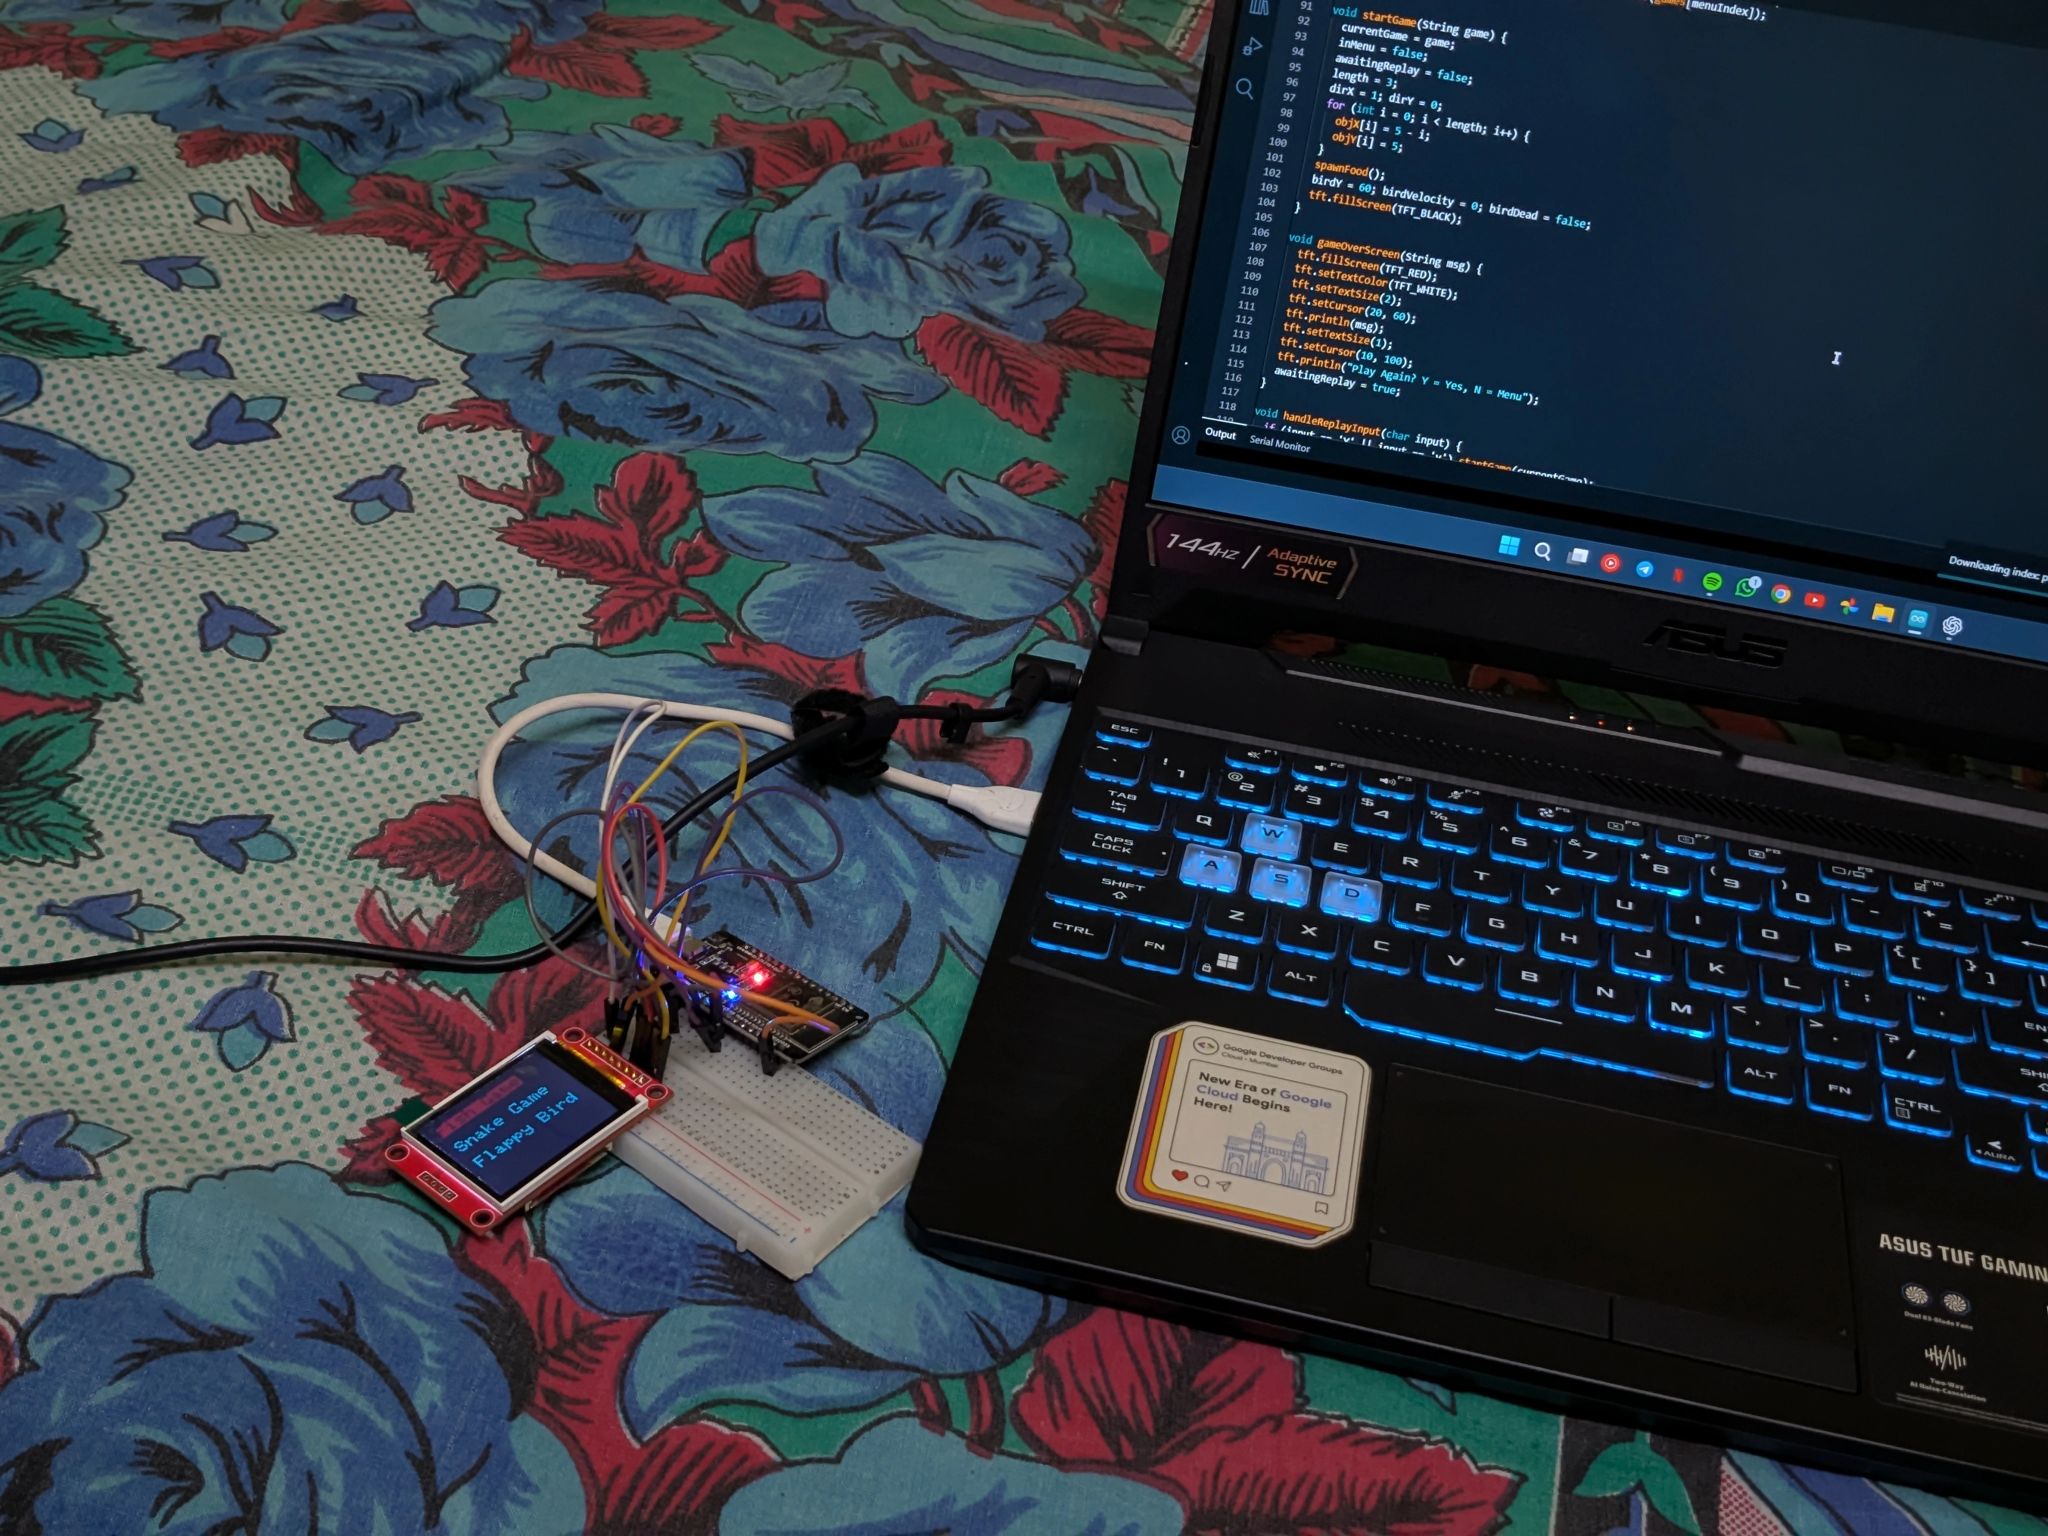 games[menuIndex]);
91
92 void startGame(String game) {
93 currentGame = game;
94 inMenu = false;
95 awaitingReplay = false;
96 length = 3;
97 dirX = 1; dirY = 0;
98 for (int i = 0; i < length; i++) {
99 objX[i] = 5 - i;
100 objY[i] = 5;
101 }
102 spawnFood();
103 birdY = 60; birdVelocity = 0; birdDead = false;
104 tft.fillScreen(TFT_BLACK);
105 }
106
107 void gameOverScreen(String msg) {
108 tft.fillScreen(TFT_RED);
109 tft.setTextColor(TFT_WHITE);
110 tft.setTextSize(2);
111 tft.setCursor(20, 60);
112 tft.println(msg);
113 tft.setTextSize(1);
114 tft.setCursor(10, 100);
115 tft.println("Play Again? Y = Yes, N = Menu");
116 awaitingReplay = true;
117 }
118
void handleReplayInput(char input) {
Output Serial Monitor
Downloading index: p
144Hz / Adaptive SYNC
ASUS
ESC F1 F2 F3 F4 F5 F6 F7 F8 F9 F10 F11
~ ` ! 1 @ 2 # 3 $ 4 % 5 ^ 6 & 7 * 8 ( 9 ) 0 _ - + =
TAB Q W E R T Y U I O P { [ } ]
CAPS LOCK A S D F G H J K L : ; " '
SHIFT Z X C V B N M < , > . ? /
CTRL FN ALT ALT FN CTRL
AURA
Snake Game
Flappy Bird
Google Developer Groups
Cloud • Mumbai
New Era of Google
Cloud Begins
Here!
ASUS TUF GAMIN
Dual 83-Blade Fans
Two-Way
AI Noise-Cancelation